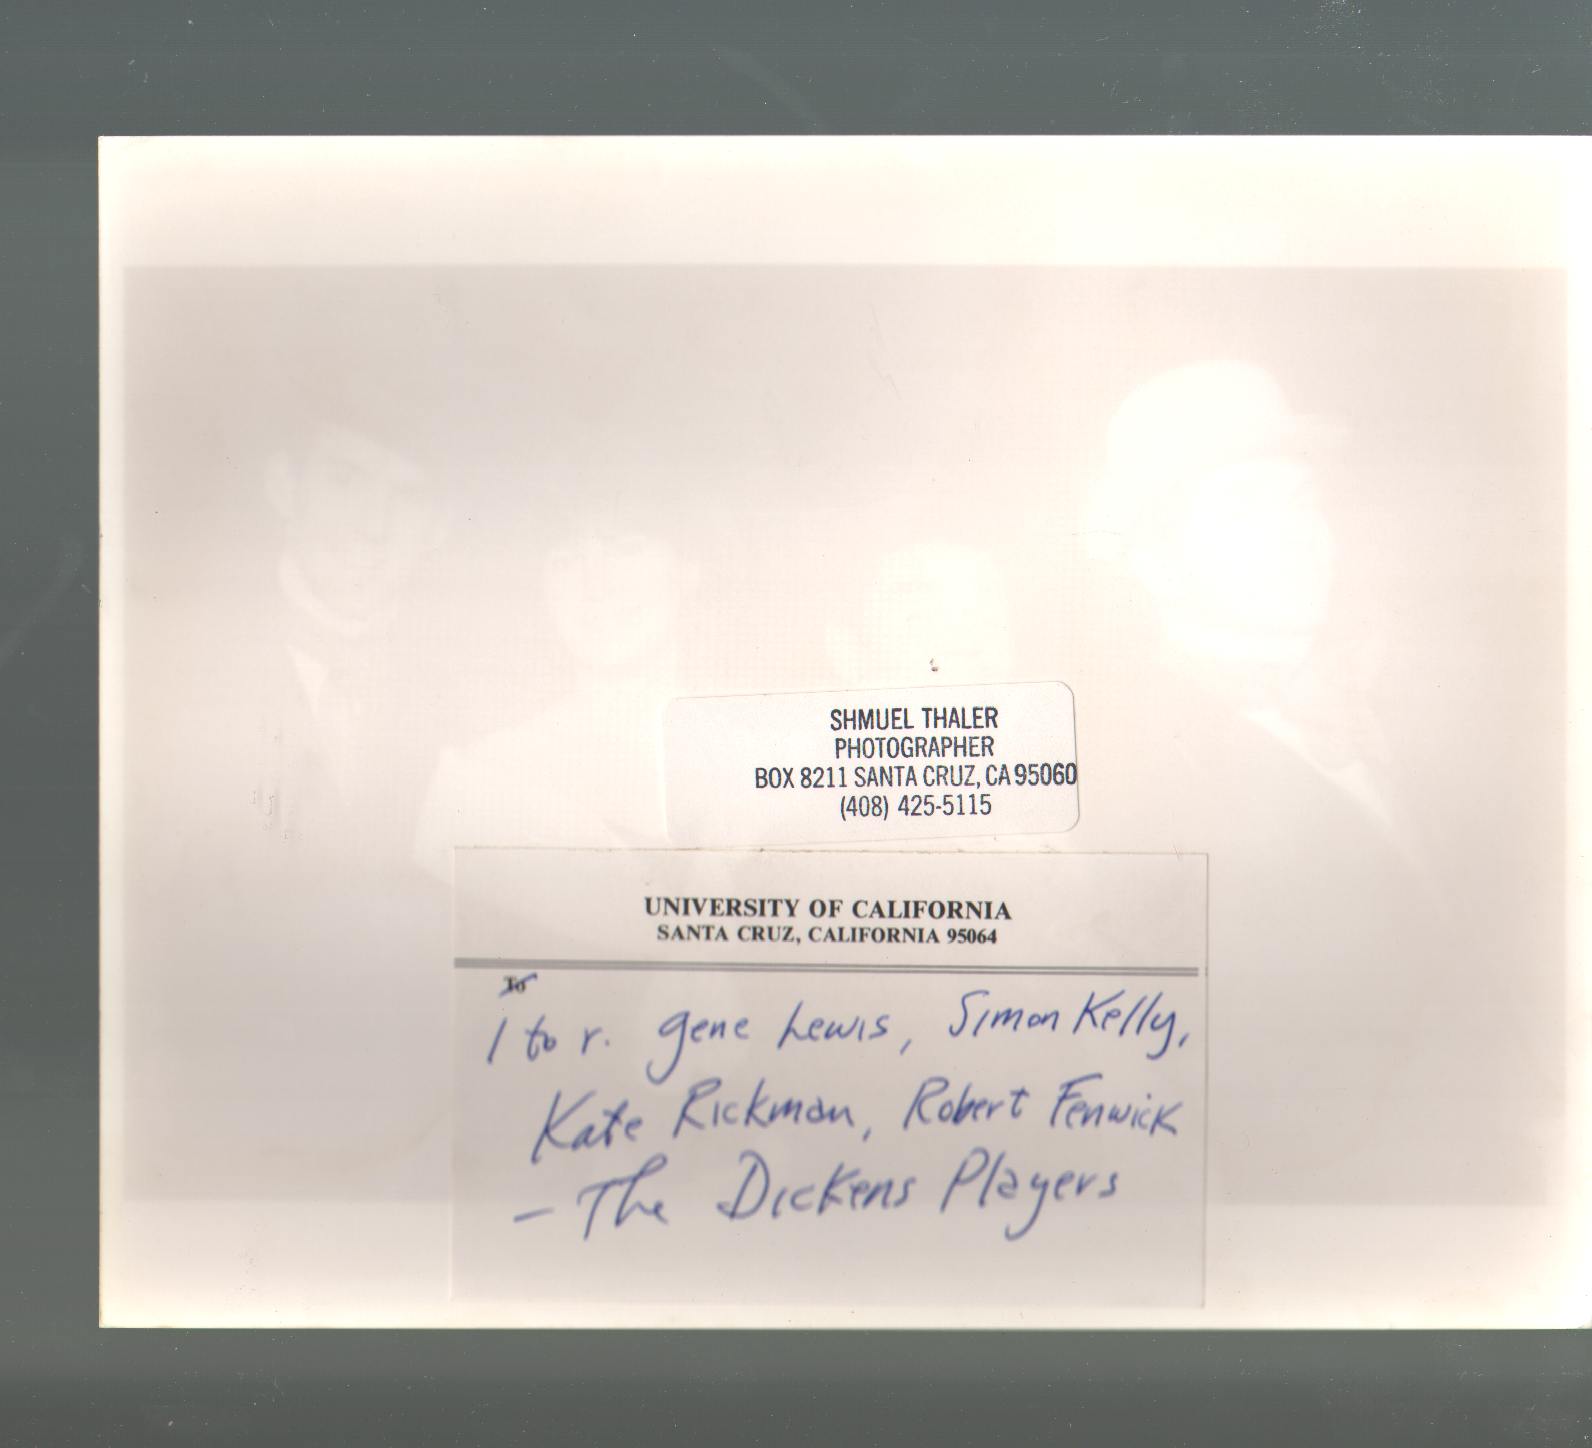 SHMUEL THALER
PHOTOGRAPHER
BOX 8211 SANTA CRUZ, CA 95060
(408) 425-5115
UNIVERSITY OF CALIFORNIA
SANTA CRUZ, CALIFORNIA 95064
To
l to r. Gene Lewis, Simon Kelly,
Kate Rickman, Robert Fenwick
— The Dickens Players